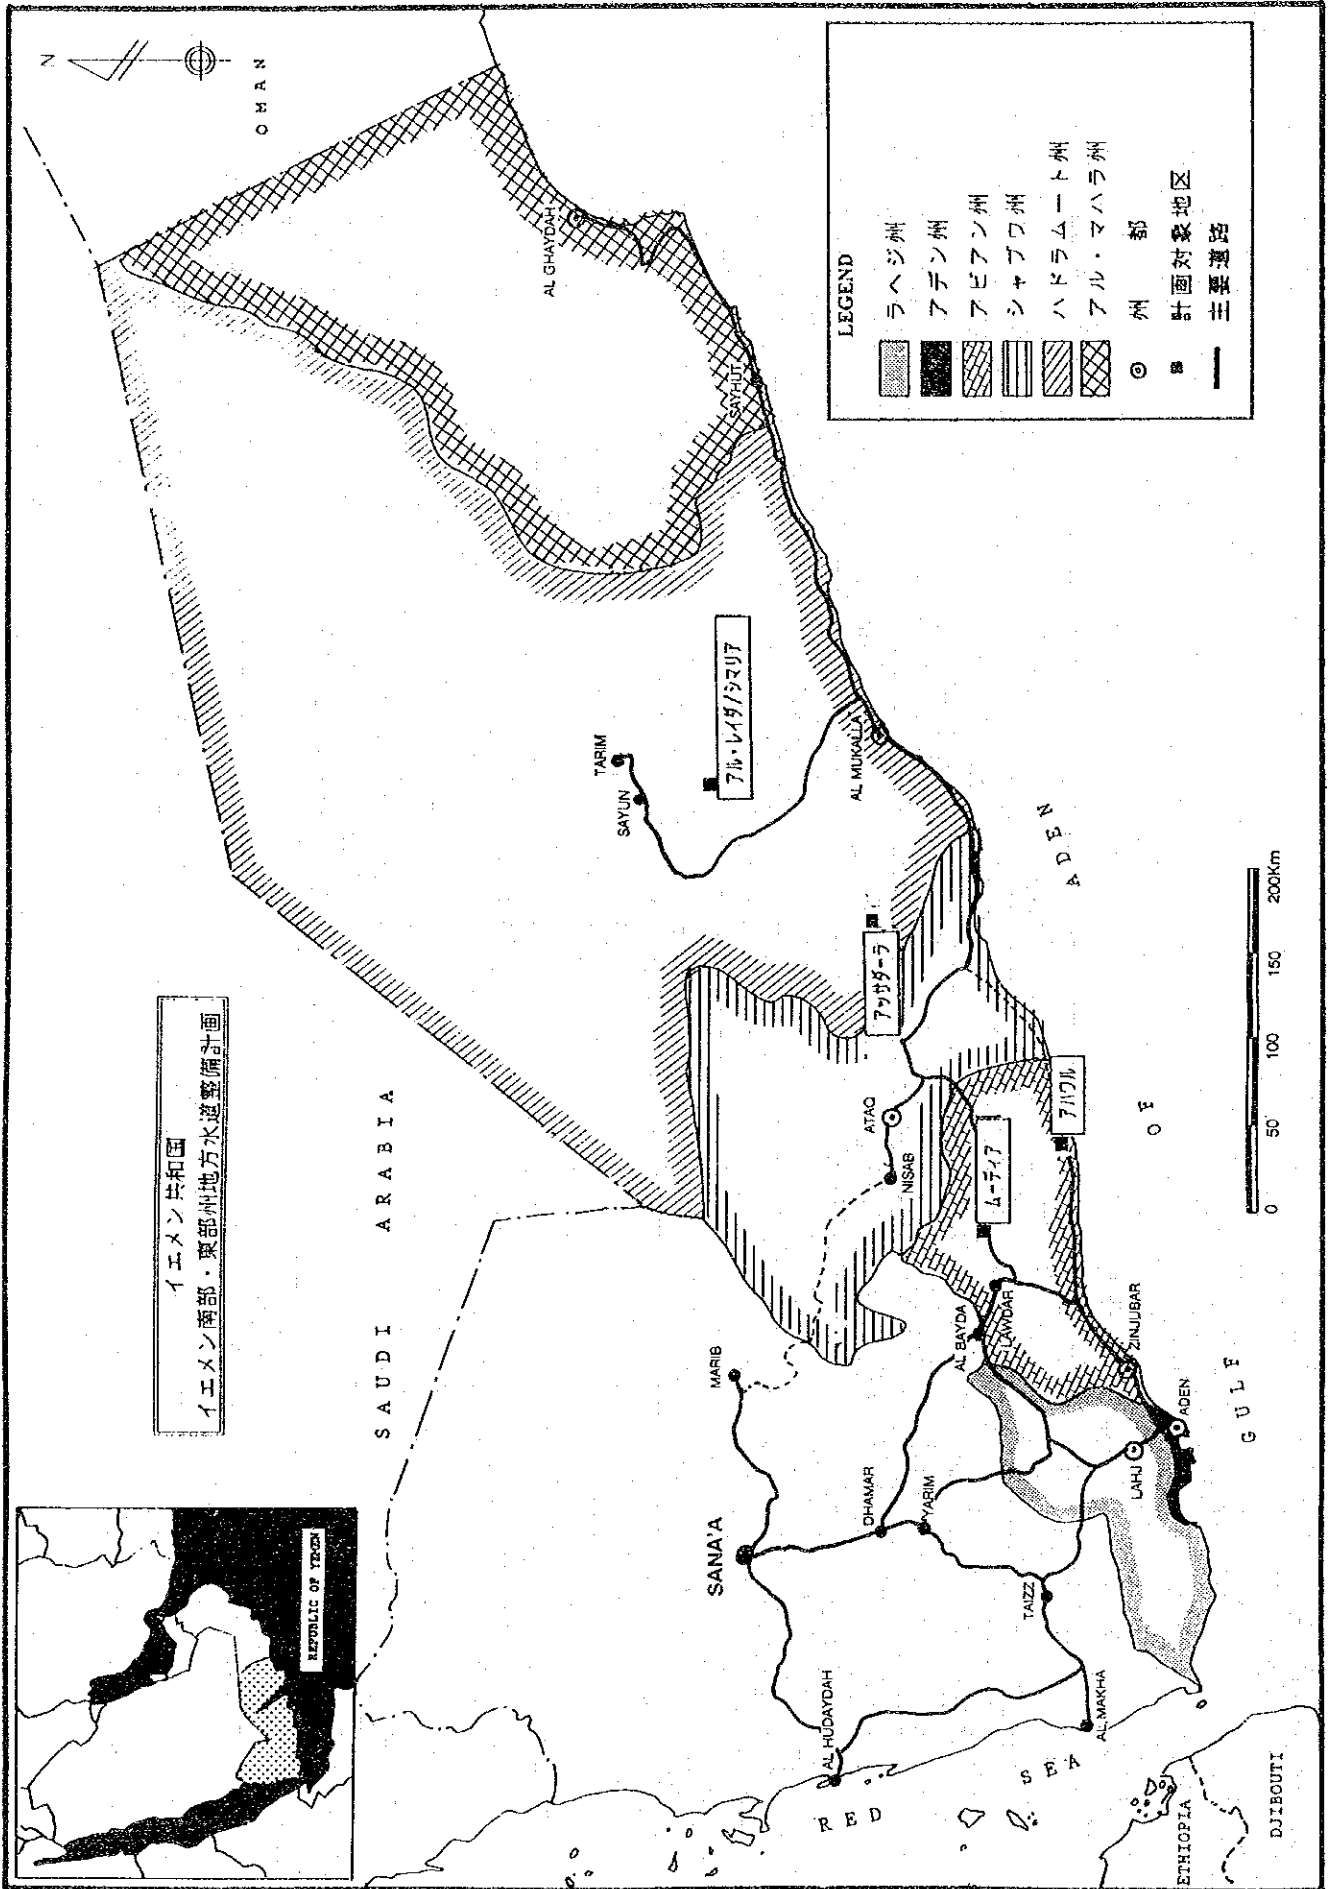 イエメン共和国
イエメン南部・東部州地方水道整備計画
REPUBLIC OF YEMEN
N
OMAN
SAUDI ARABIA
AL GHAYDAH
SAYHUT
TARIM
SAYUN
アル・レイダ/シマリア
AL MUKALLA
アッサダーラ
ATAQ
NISAB
ムーディア
アハワル
MARIB
SANA'A
AL BAYDA
LAWDAR
ZINJUBAR
DHAMAR
YARIM
LAHJ
ADEN
TAIZZ
AL HUDAYDAH
AL MAKHA
RED SEA
GULF OF ADEN
ETHIOPIA
DJIBOUTI
0 50 100 150 200Km
LEGEND
ラヘジ州
アデン州
アビアン州
シャブワ州
ハドラムート州
アル・マハラ州
州都
計画対象地区
主要道路